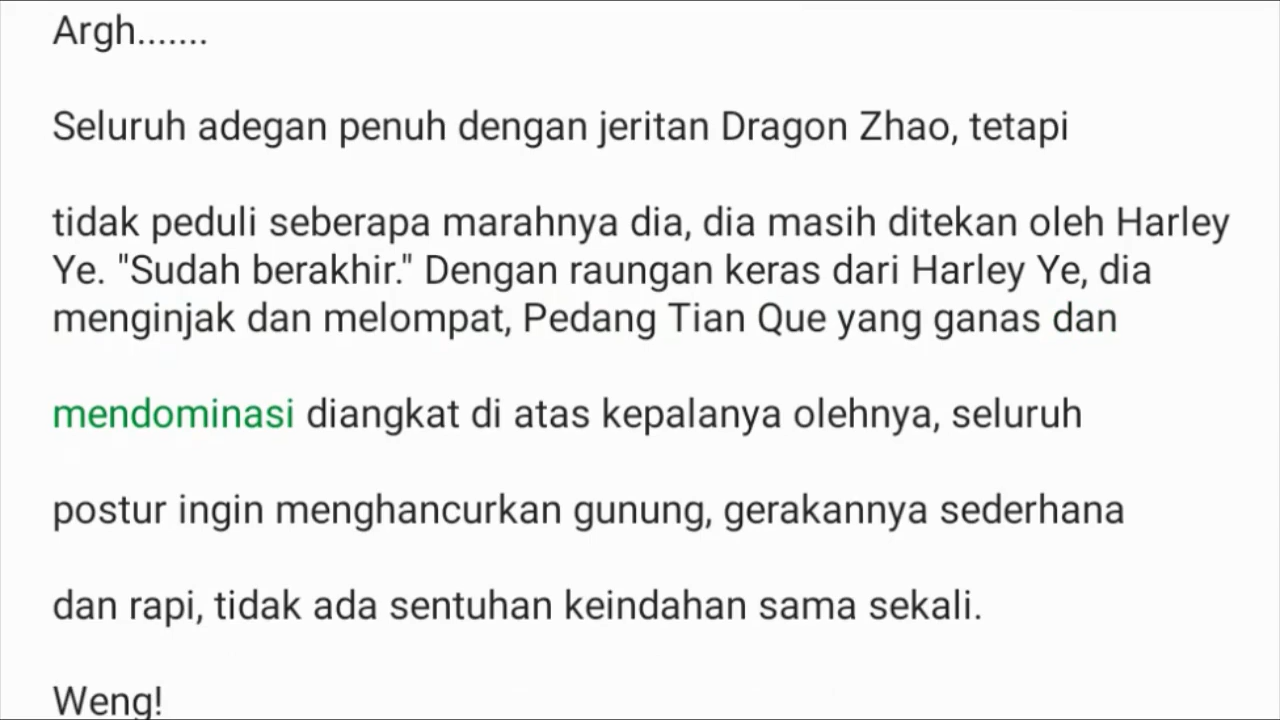 Argh.......
Seluruh adegan penuh dengan jeritan Dragon Zhao, tetapi
tidak peduli seberapa marahnya dia, dia masih ditekan oleh Harley
Ye. "Sudah berakhir." Dengan raungan keras dari Harley Ye, dia
menginjak dan melompat, Pedang Tian Que yang ganas dan
mendominasi diangkat di atas kepalanya olehnya, seluruh
postur ingin menghancurkan gunung, gerakannya sederhana
dan rapi, tidak ada sentuhan keindahan sama sekali.
Weng!